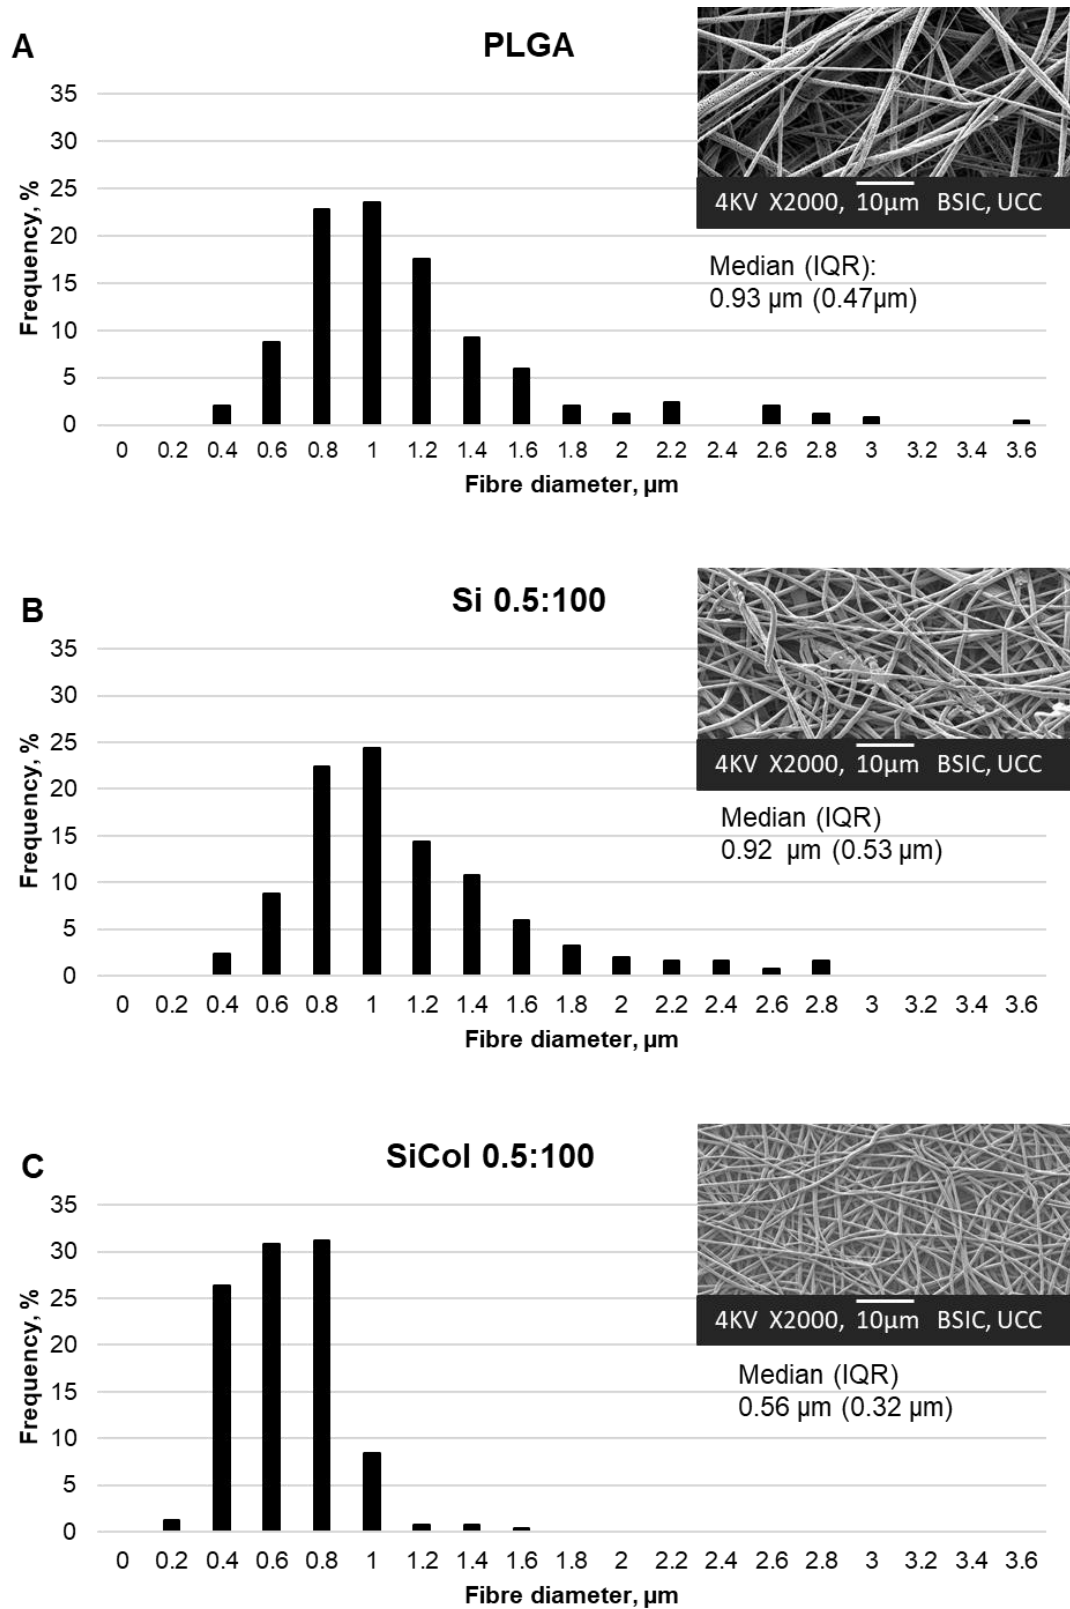 A
PLGA
4KV X2000, 10µm BSIC, UCC
Median (IQR):
0.93 µm (0.47µm)
Frequency, %
35
30
25
20
15
10
5
0
0 0.2 0.4 0.6 0.8 1 1.2 1.4 1.6 1.8 2 2.2 2.4 2.6 2.8 3 3.2 3.4 3.6
Fibre diameter, µm
B
Si 0.5:100
4KV X2000, 10µm BSIC, UCC
Median (IQR)
0.92 µm (0.53 µm)
Frequency, %
35
30
25
20
15
10
5
0
0 0.2 0.4 0.6 0.8 1 1.2 1.4 1.6 1.8 2 2.2 2.4 2.6 2.8 3 3.2 3.4 3.6
Fibre diameter, µm
C
SiCol 0.5:100
4KV X2000, 10µm BSIC, UCC
Median (IQR)
0.56 µm (0.32 µm)
Frequency, %
35
30
25
20
15
10
5
0
0 0.2 0.4 0.6 0.8 1 1.2 1.4 1.6 1.8 2 2.2 2.4 2.6 2.8 3 3.2 3.4 3.6
Fibre diameter, µm